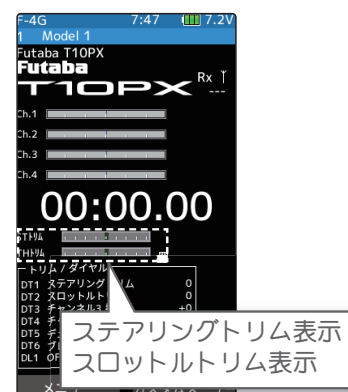 F-4G 7:47 7.2V
1 Model 1
Futaba T10PX
Futaba
T10PX
Rx
---
Ch.1
Ch.2
Ch.3
Ch.4
00:00.00
STトリム
THトリム
トリム / ダイヤル
DT1 ステアリング リム 0
DT2 スロットルト 0
DT3 チャンネル3 +0
DT4 チ
DT5 デ
DT6 ブ
DL1 OF
ステアリングトリム表示
スロットルトリム表示